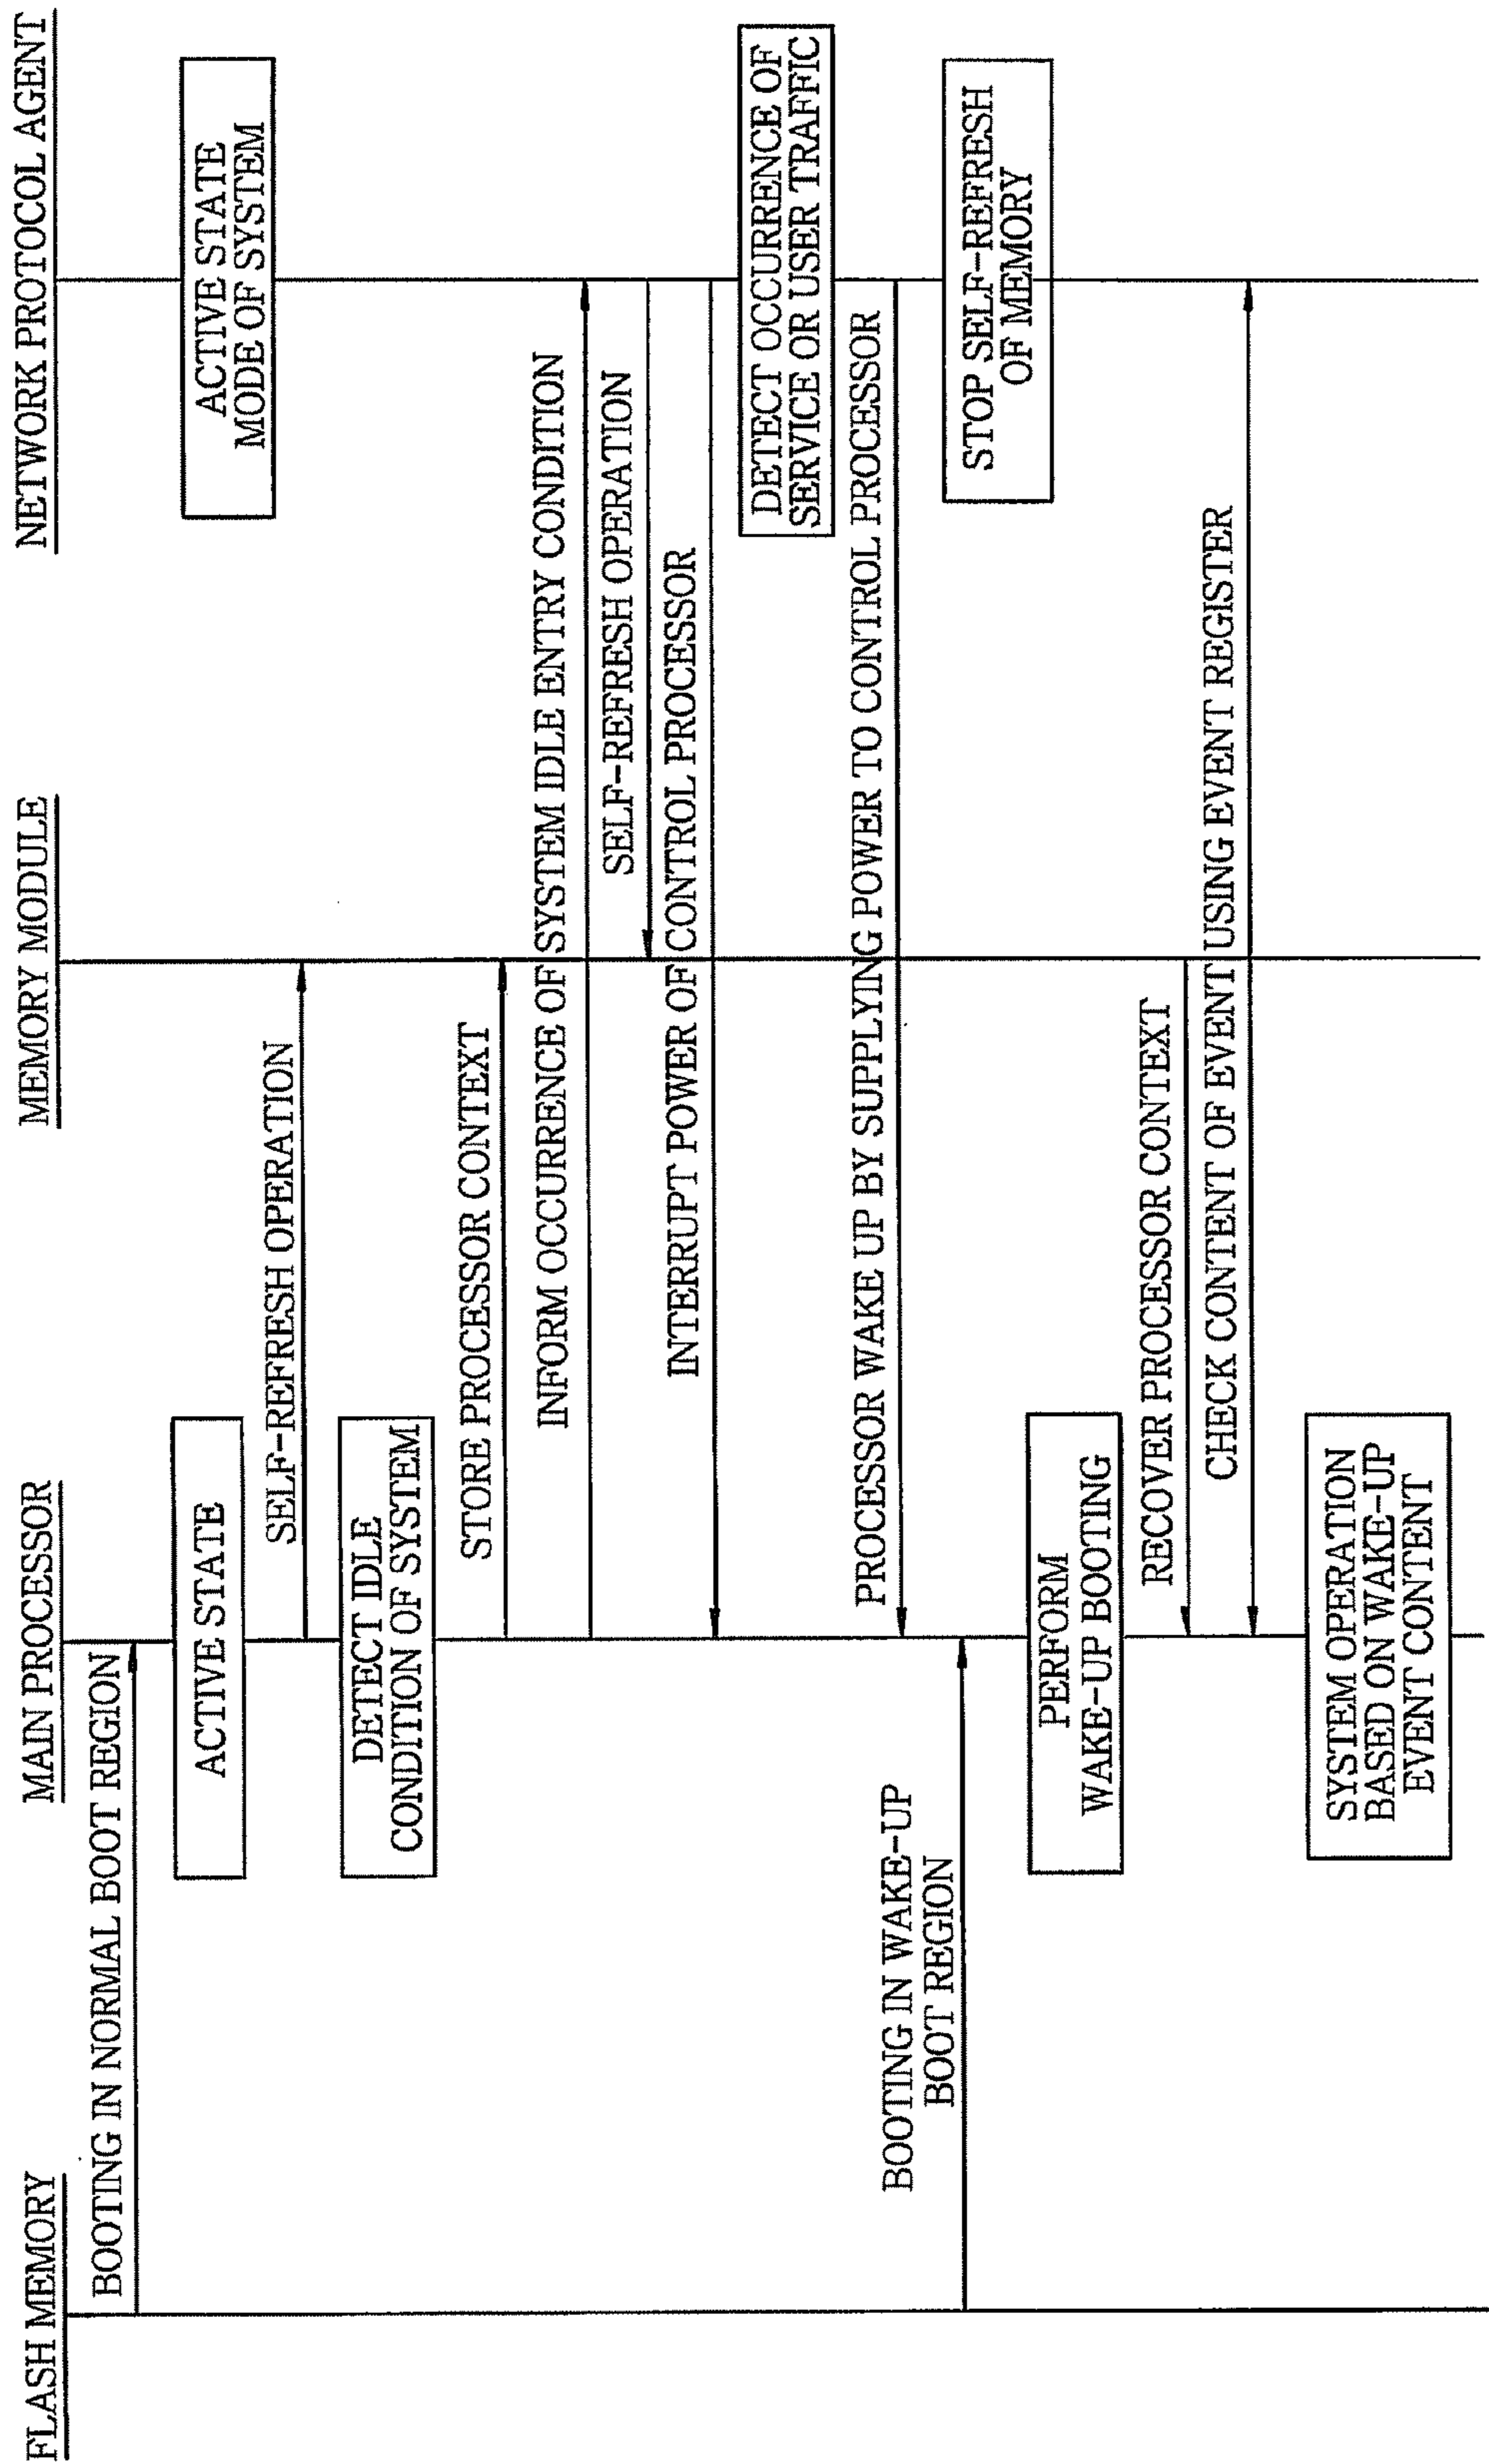 FLASH MEMORY
MAIN PROCESSOR
MEMORY MODULE
NETWORK PROTOCOL AGENT
BOOTING IN NORMAL BOOT REGION
ACTIVE STATE
ACTIVE STATE
MODE OF SYSTEM
SELF-REFRESH OPERATION
DETECT IDLE
CONDITION OF SYSTEM
STORE PROCESSOR CONTEXT
INFORM OCCURRENCE OF SYSTEM IDLE ENTRY CONDITION
SELF-REFRESH OPERATION
INTERRUPT POWER OF CONTROL PROCESSOR
DETECT OCCURRENCE OF
SERVICE OR USER TRAFFIC
PROCESSOR WAKE UP BY SUPPLYING POWER TO CONTROL PROCESSOR
BOOTING IN WAKE-UP
BOOT REGION
STOP SELF-REFRESH
OF MEMORY
PERFORM
WAKE-UP BOOTING
RECOVER PROCESSOR CONTEXT
CHECK CONTENT OF EVENT USING EVENT REGISTER
SYSTEM OPERATION
BASED ON WAKE-UP
EVENT CONTENT